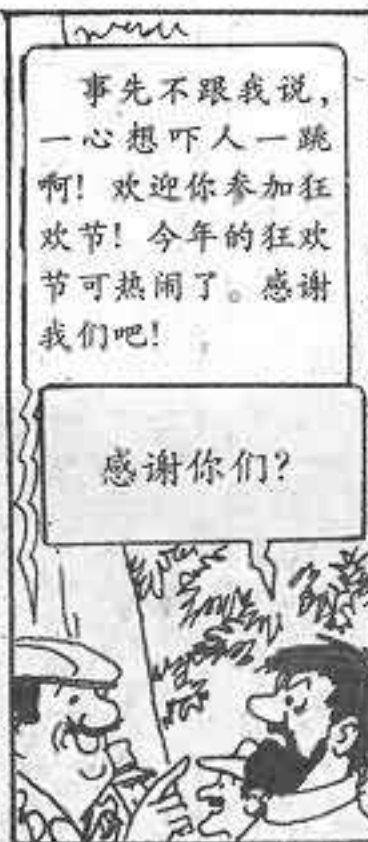 事先不跟我说，
一心想吓人一跳
啊！欢迎你参加狂
欢节！今年的狂欢
节可热闹了。感谢
我们吧！
感谢你们？